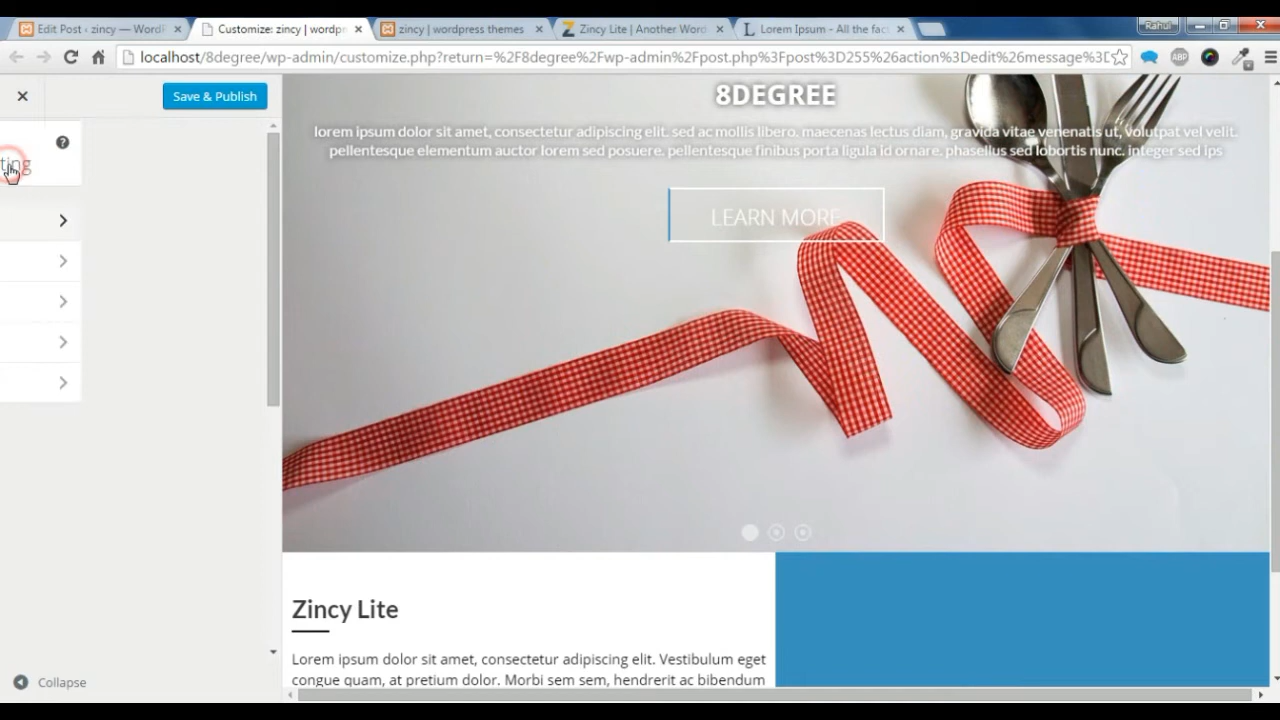 Edit Post ‹ zincy — WordP
Customize: zincy | wordpr
zincy | wordpress themes
Zincy Lite | Another Word
Lorem Ipsum - All the fac
Rahul
localhost/8degree/wp-admin/customize.php?return=%2F8degree%2Fwp-admin%2Fpost.php%3Fpost%3D255%26action%3Dedit%26message%3D
ABP
Save & Publish
ting
8DEGREE
lorem ipsum dolor sit amet, consectetur adipiscing elit. sed ac mollis libero. maecenas lectus diam, gravida vitae venenatis ut, volutpat vel velit.
pellentesque elementum auctor lorem sed posuere. pellentesque finibus porta ligula id ornare. phasellus sed lobortis nunc. integer sed ips
LEARN MORE
Zincy Lite
Lorem ipsum dolor sit amet, consectetur adipiscing elit. Vestibulum eget
congue quam, at pretium dolor. Morbi sem sem, hendrerit ac bibendum
Collapse